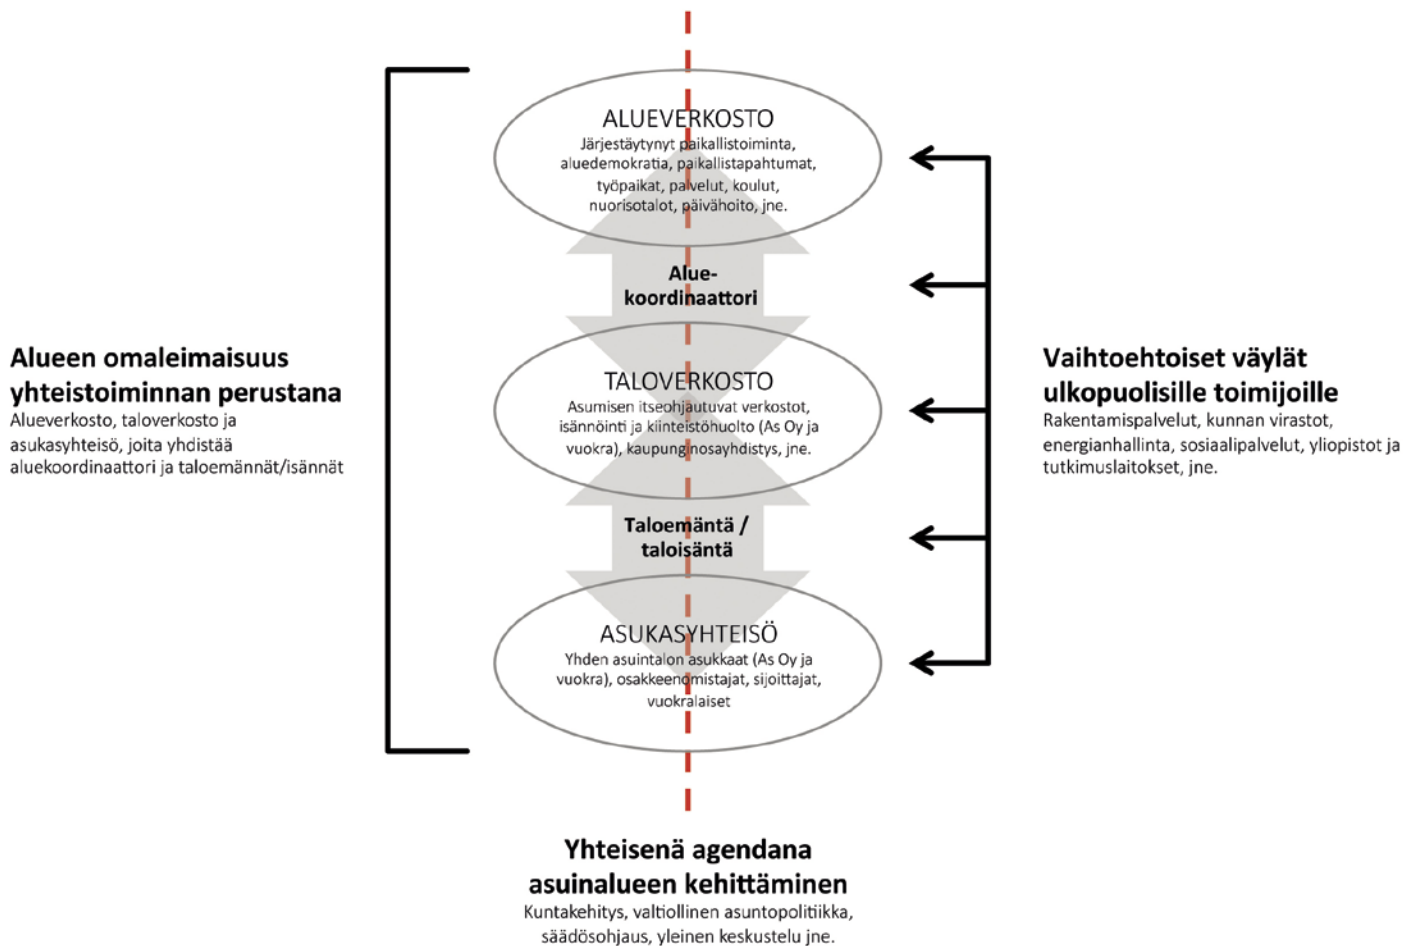 ALUEVERKOSTO
Järjestäytynyt paikallistoiminta,
aluedemokratia, paikallistapahtumat,
työpaikat, palvelut, koulut,
nuorisotalot, päivähoito, jne.
Alue-
koordinaattori
TALOVERKOSTO
Asumisen itseohjautuvat verkostot,
isännöinti ja kiinteistöhuolto (As Oy ja
vuokra), kaupunginosayhdistys, jne.
Taloemäntä /
taloisäntä
ASUKASYHTEISÖ
Yhden asuintalon asukkaat (As Oy ja
vuokra), osakkeenomistajat, sijoittajat,
vuokralaiset
Alueen omaleimaisuus
yhteistoiminnan perustana
Alueverkosto, taloverkosto ja
asukasyhteisö, joita yhdistää
aluekoordinaattori ja taloemännät/isännät
Vaihtoehtoiset väylät
ulkopuolisille toimijoille
Rakentamispalvelut, kunnan virastot,
energianhallinta, sosiaalipalvelut, yliopistot ja
tutkimuslaitokset, jne.
Yhteisenä agendana
asuinalueen kehittäminen
Kuntakehitys, valtiollinen asuntopolitiikka,
säädösohjaus, yleinen keskustelu jne.